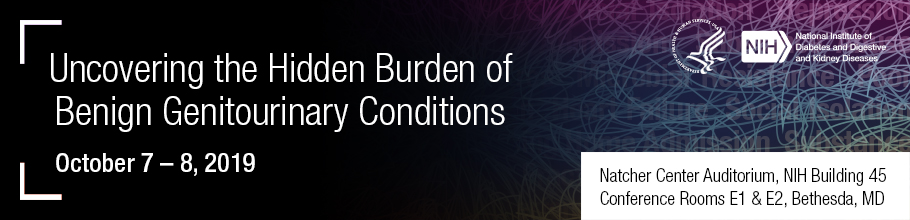 Uncovering the Hidden Burden of
Benign Genitourinary Conditions
October 7 – 8, 2019
NIH
National Institute of
Diabetes and Digestive
and Kidney Diseases
Natcher Center Auditorium, NIH Building 45
Conference Rooms E1 & E2, Bethesda, MD